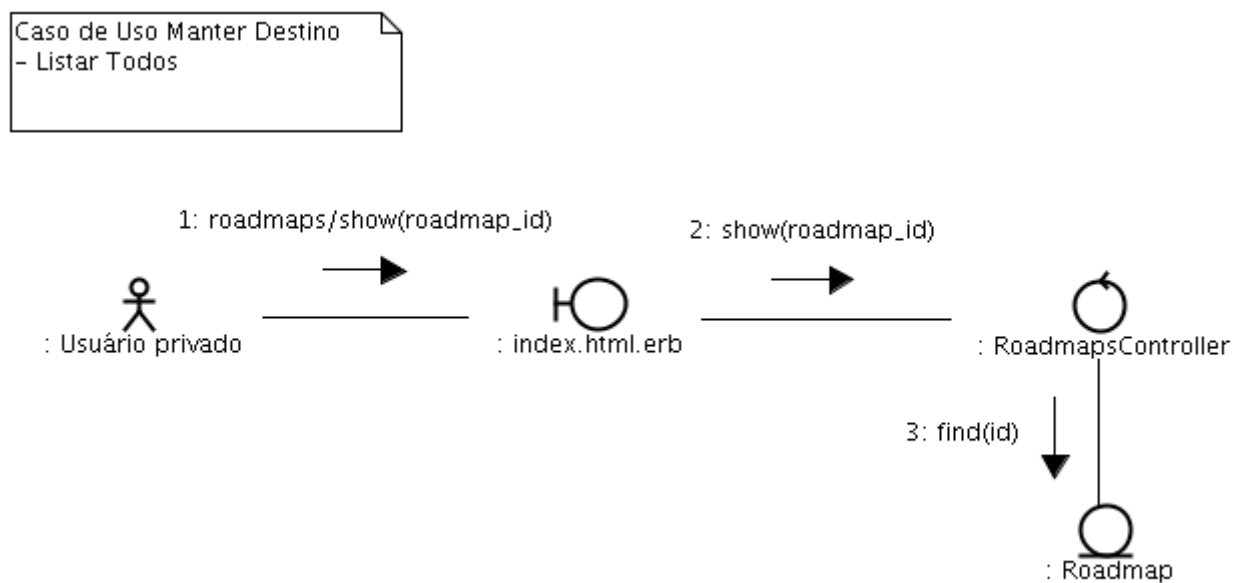 Caso de Uso Manter Destino
– Listar Todos
1: roadmaps/show(roadmap_id)
2: show(roadmap_id)
: Usuário privado
: index.html.erb
: RoadmapsController
3: find(id)
: Roadmap